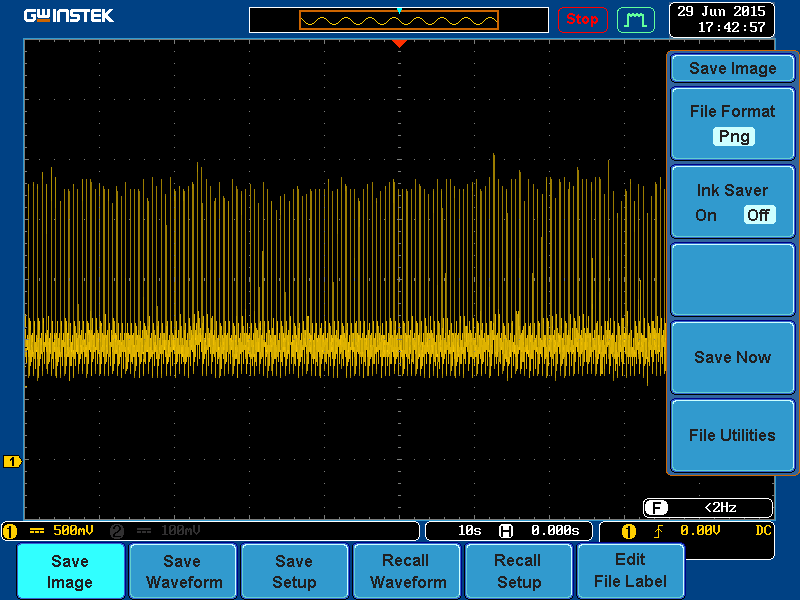 GWINSTEK
Stop
29 Jun 2015
17:42:57
Save Image
File Format
Png
Ink Saver
On Off
Save Now
File Utilities
1
F <2Hz
1 500mV 2 100mV
10s H 0.000s
1 0.00V DC
Save
Image
Save
Waveform
Save
Setup
Recall
Waveform
Recall
Setup
Edit
File Label